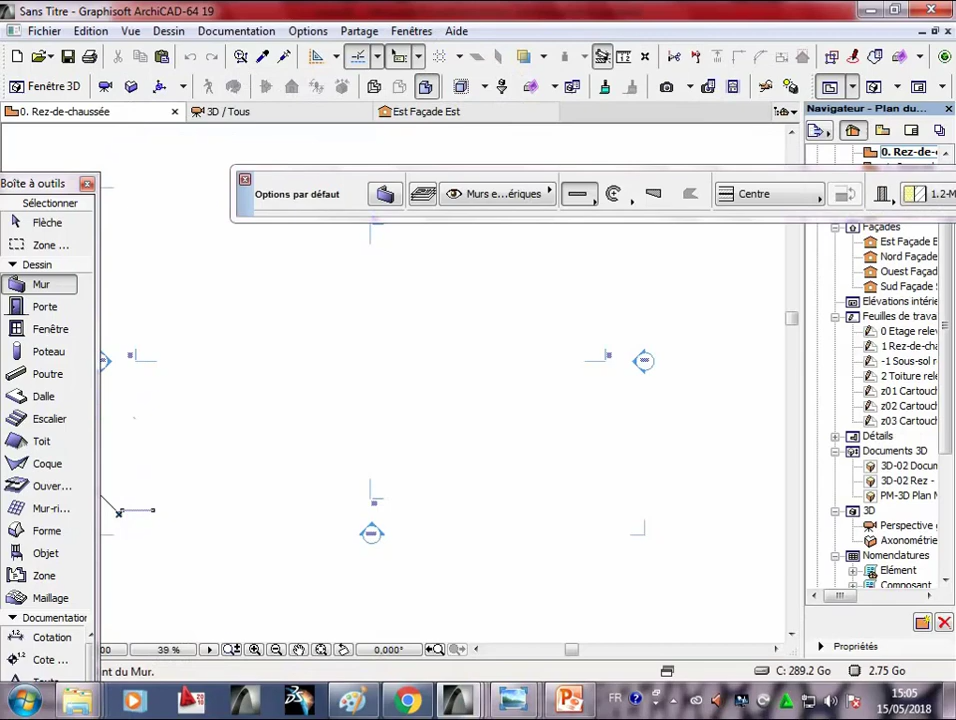 Sans Titre - Graphisoft ArchiCAD-64 19
Fichier Edition Vue Dessin Documentation Options Partage Fenêtres Aide
Fenêtre 3D
0. Rez-de-chaussée
3D / Tous
Est Façade Est
Navigateur - Plan du...
0. Rez-de-
Boîte à outils
Sélectionner
Flèche
Zone ...
Dessin
Mur
Porte
Fenêtre
Poteau
Poutre
Dalle
Escalier
Toit
Coque
Ouver...
Mur-ri...
Forme
Objet
Zone
Maillage
Documentation
Cotation
Cote ...
Options par défaut
Murs e...ériques
Centre
1.2-M
Façades
Est Façade E
Nord Façade
Ouest Façad
Sud Façade
Elévations intérie
Feuilles de trava
0 Etage relev
1 Rez-de-cha
-1 Sous-sol r
2 Toiture rele
z01 Cartouc
z02 Cartouc
z03 Cartouc
Détails
Documents 3D
3D-02 Docum
3D-02 Rez -
PM-3D Plan M
3D
Perspective
Axonométrie
Nomenclatures
Elément
Composant
Propriétés
39 %
0,000°
nt du Mur.
C: 289.2 Go
2.75 Go
FR
15:05
15/05/2018